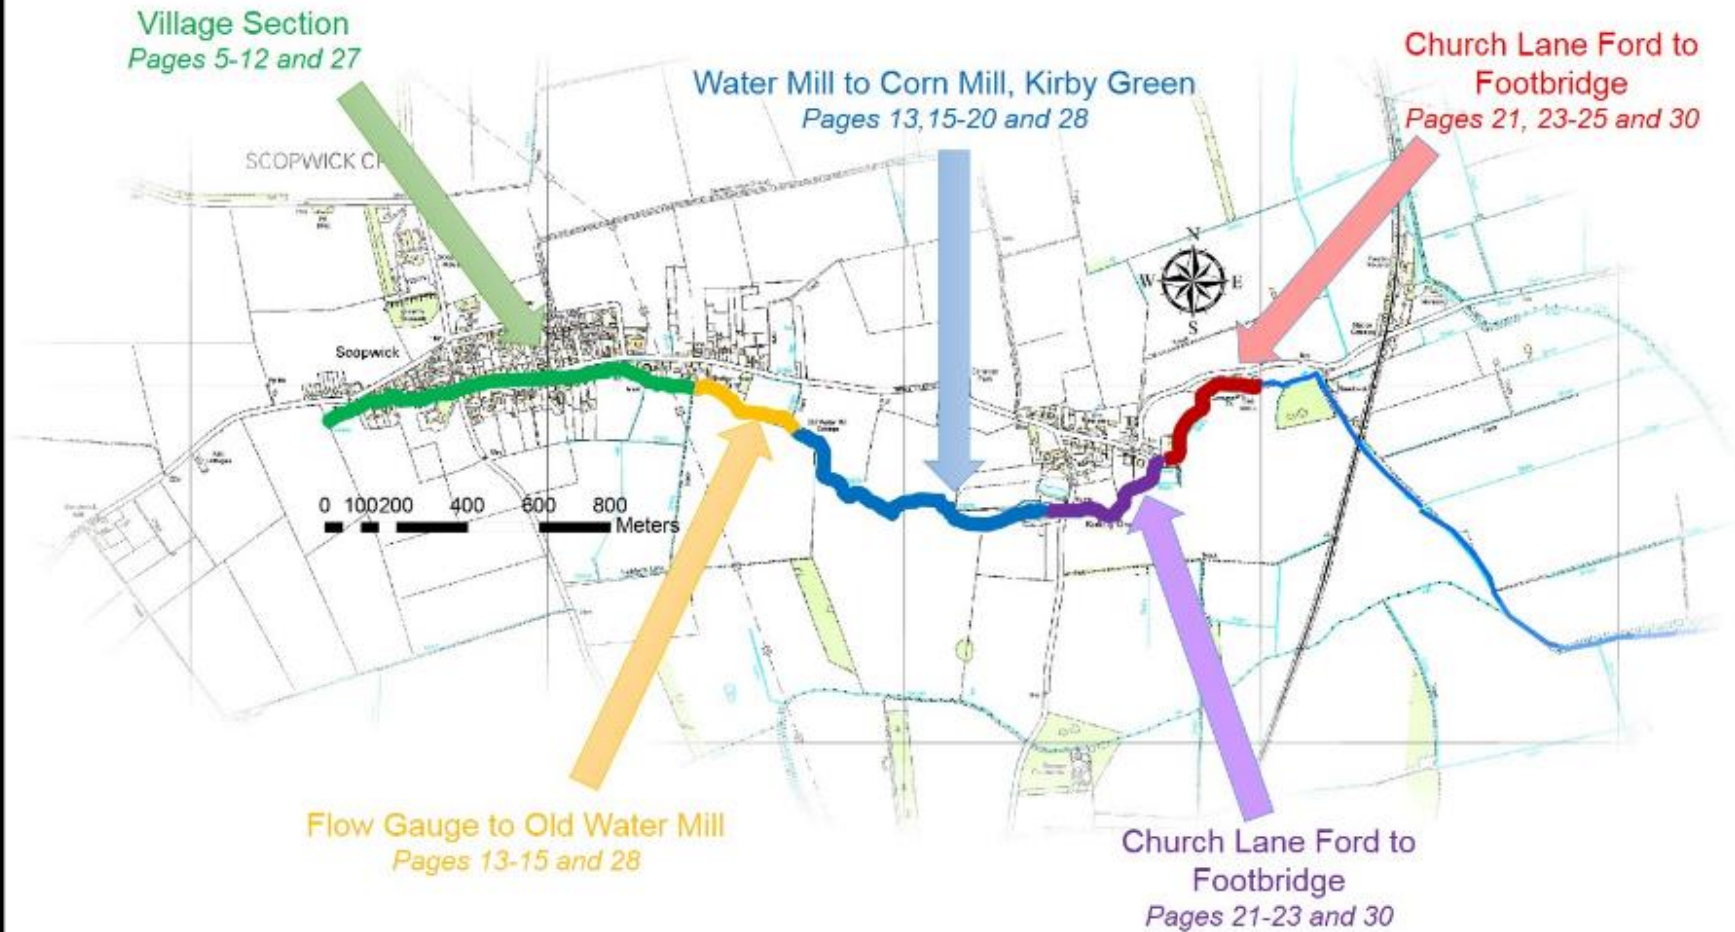 Village Section
Pages 5-12 and 27
Water Mill to Corn Mill, Kirby Green
Pages 13,15-20 and 28
Church Lane Ford to
Footbridge
Pages 21, 23-25 and 30
SCOPWICK
N
W E
S
Scopwick
0 100 200 400 600 800
Meters
Flow Gauge to Old Water Mill
Pages 13-15 and 28
Church Lane Ford to
Footbridge
Pages 21-23 and 30